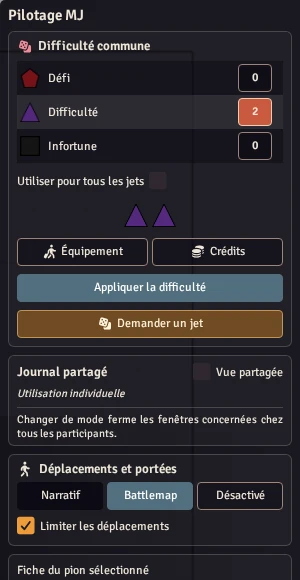 Pilotage MJ
Difficulté commune
Défi 0
Difficulté 2
Infortune 0
Utiliser pour tous les jets
Équipement Crédits
Appliquer la difficulté
Demander un jet
Journal partagé Vue partagée
Utilisation individuelle
Changer de mode ferme les fenêtres concernées chez
tous les participants.
Déplacements et portées
Narratif Battlemap Désactivé
Limiter les déplacements
Fiche du pion sélectionné